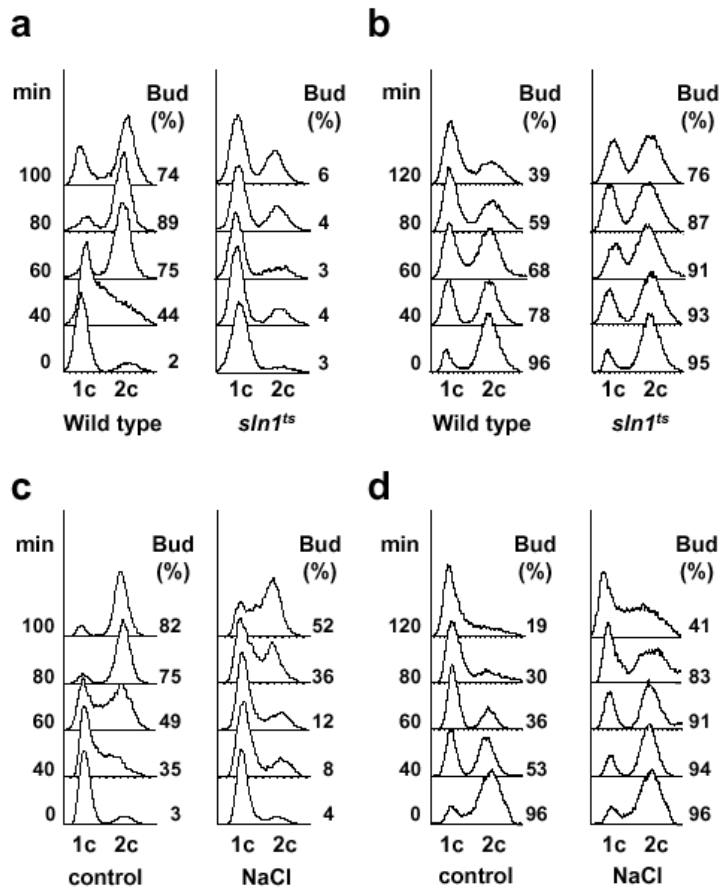 a
min Bud (%) Bud (%)
100 74 6
80 89 4
60 75 3
40 44 4
0 2 3
1c 2c 1c 2c
Wild type sln1ts
b
min Bud (%) Bud (%)
120 39 76
80 59 87
60 68 91
40 78 93
0 96 95
1c 2c 1c 2c
Wild type sln1ts
c
min Bud (%) Bud (%)
100 82 52
80 75 36
60 49 12
40 35 8
0 3 4
1c 2c 1c 2c
control NaCl
d
min Bud (%) Bud (%)
120 19 41
80 30 83
60 36 91
40 53 94
0 96 96
1c 2c 1c 2c
control NaCl